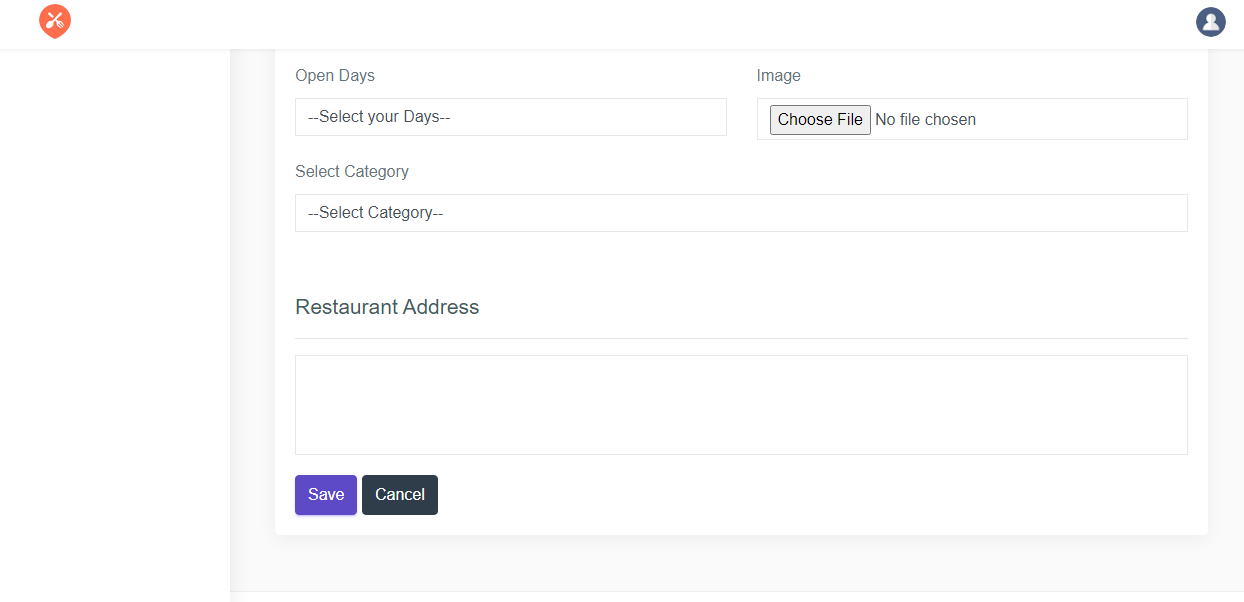 Open Days
Image
--Select your Days--
Choose File No file chosen
Select Category
--Select Category--
Restaurant Address
Save Cancel